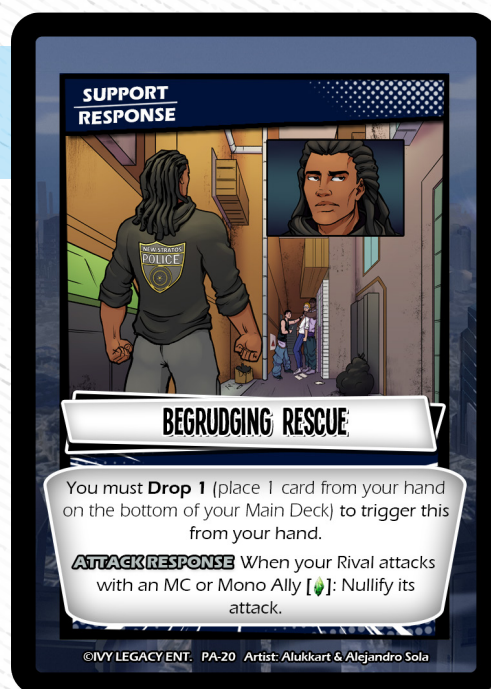 SUPPORT
RESPONSE
NEW STRATOS
POLICE
BEGRUDGING RESCUE
You must Drop 1 (place 1 card from your hand
on the bottom of your Main Deck) to trigger this
from your hand.
ATTACK RESPONSE When your Rival attacks
with an MC or Mono Ally []: Nullify its
attack.
©IVY LEGACY ENT. PA-20 Artist: Alukkart & Alejandro Sola